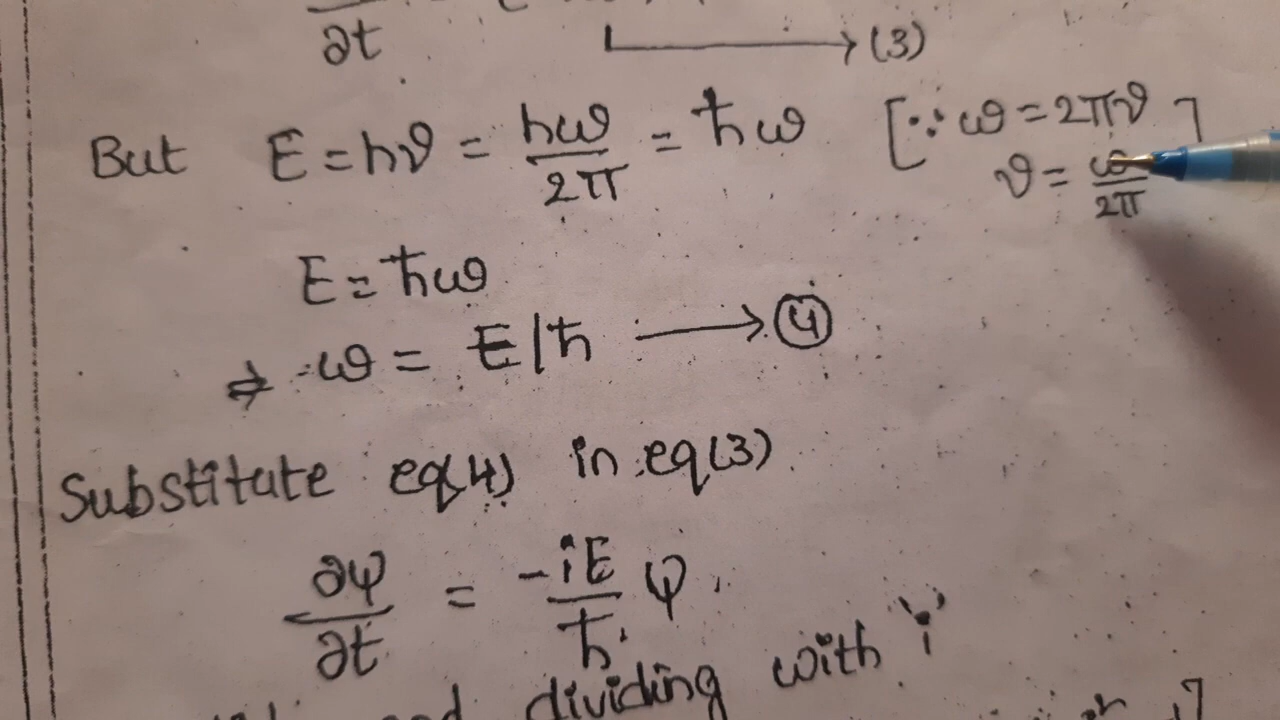 ∂t → (3)
But E = hϑ = hω/2π = ħω [∵ ω = 2πϑ]
ϑ = ω/2π
E = ħω
⇒ ω = E/ħ → ④
Substitute eq(4) in eq(3)
∂ψ/∂t = -iE/ħ ψ.
dividing with 'i'